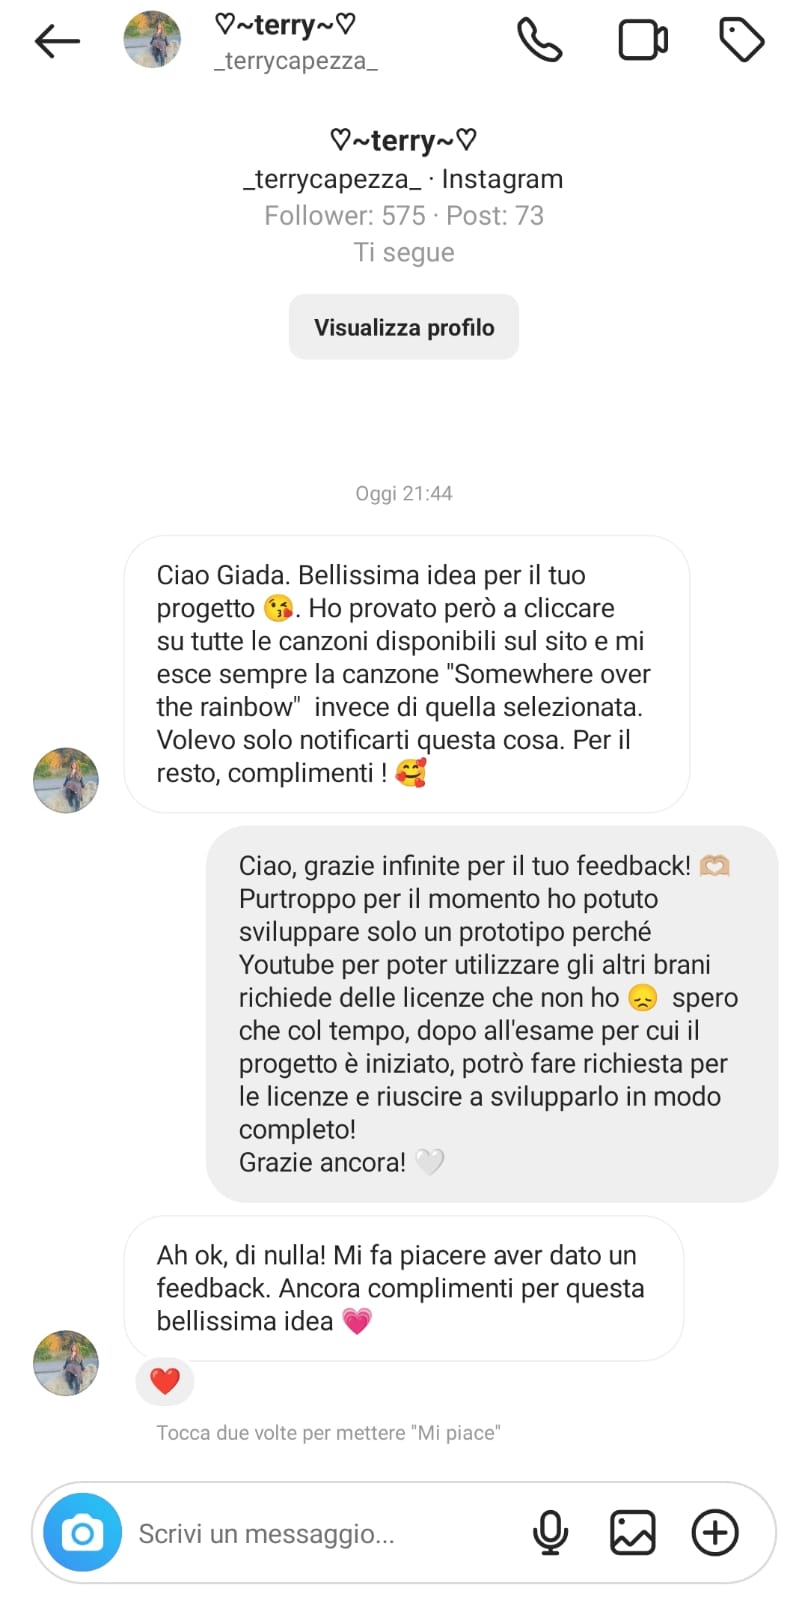 ♡~terry~♡
_terrycapezza_
♡~terry~♡
_terrycapezza_ · Instagram
Follower: 575 · Post: 73
Ti segue
Visualizza profilo
Oggi 21:44
Ciao Giada. Bellissima idea per il tuo
progetto 😘. Ho provato però a cliccare
su tutte le canzoni disponibili sul sito e mi
esce sempre la canzone "Somewhere over
the rainbow"  invece di quella selezionata.
Volevo solo notificarti questa cosa. Per il
resto, complimenti ! 🥰
Ciao, grazie infinite per il tuo feedback! 🫶🏼
Purtroppo per il momento ho potuto
sviluppare solo un prototipo perché
Youtube per poter utilizzare gli altri brani
richiede delle licenze che non ho 😞  spero
che col tempo, dopo all'esame per cui il
progetto è iniziato, potrò fare richiesta per
le licenze e riuscire a svilupparlo in modo
completo!
Grazie ancora! 🤍
Ah ok, di nulla! Mi fa piacere aver dato un
feedback. Ancora complimenti per questa
bellissima idea 💗
❤️
Tocca due volte per mettere "Mi piace"
Scrivi un messaggio...